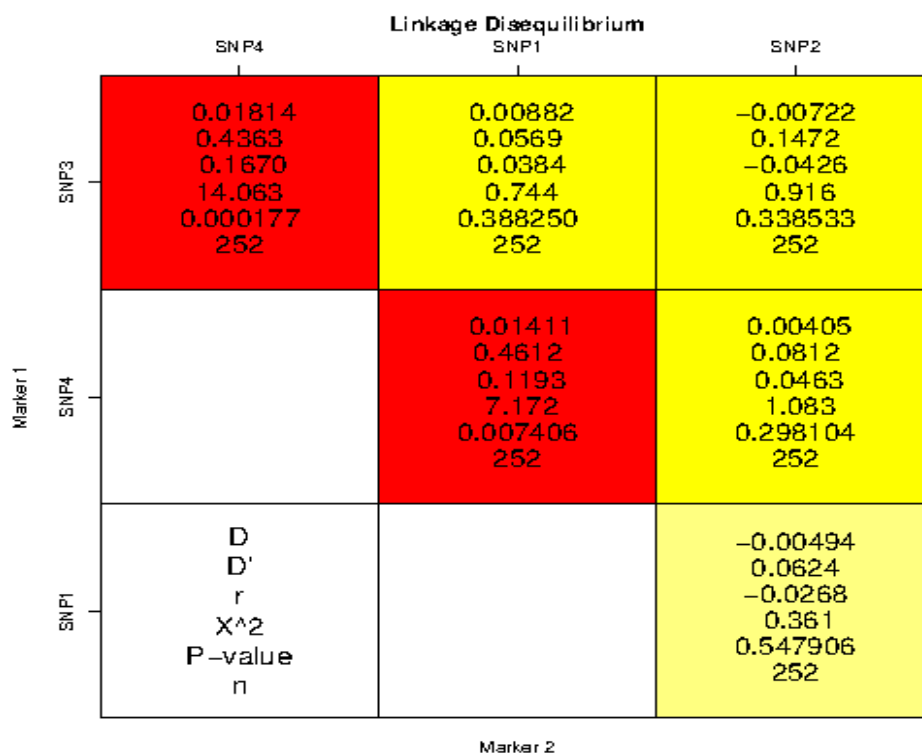 Linkage Disequilibrium
SNP4 SNP1 SNP2
SNP3
0.01814
0.4363
0.1670
14.063
0.000177
252
0.00882
0.0569
0.0384
0.744
0.388250
252
-0.00722
0.1472
-0.0426
0.916
0.338533
252
Marker 1
SNP4
0.01411
0.4612
0.1193
7.172
0.007406
252
0.00405
0.0812
0.0463
1.083
0.298104
252
SNP1
D
D'
r
X^2
P-value
n
-0.00494
0.0624
-0.0268
0.361
0.547906
252
Marker 2